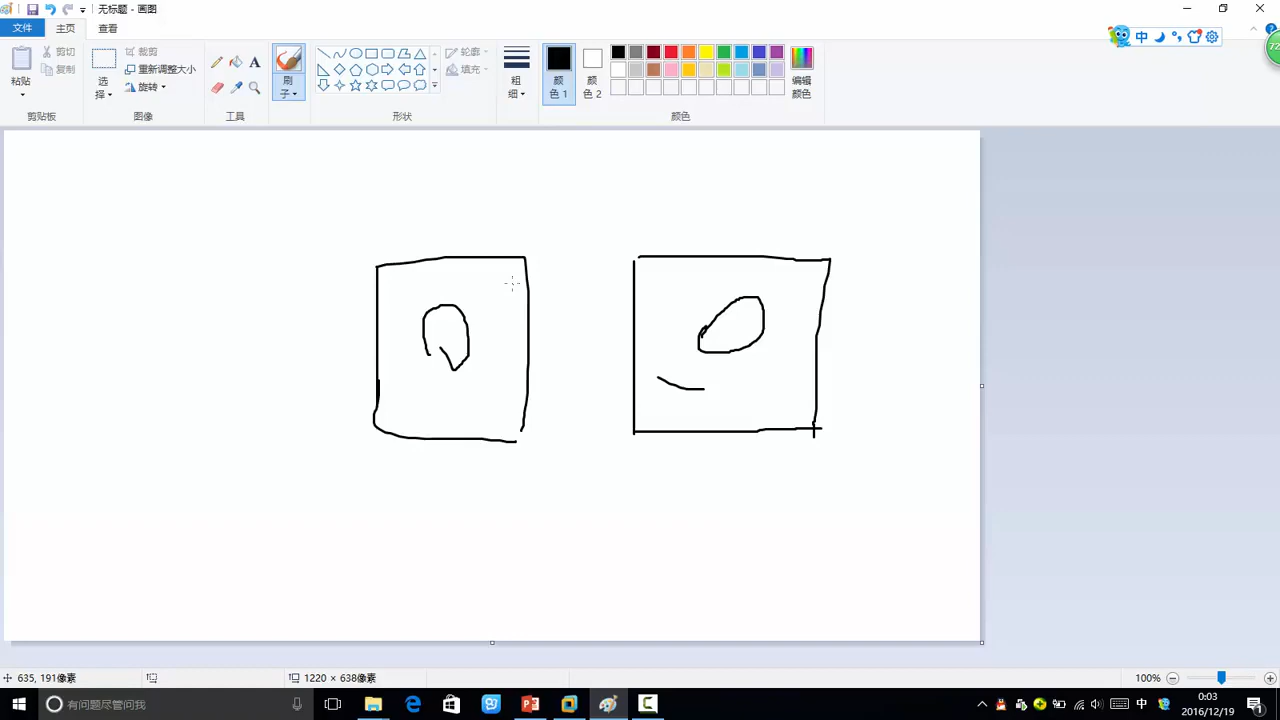 无标题 - 画图
文件 主页 查看
粘贴
剪切
复制
剪贴板
选择
裁剪
重新调整大小
旋转
图像
A
工具
刷子
轮廓
填充
形状
粗细
颜色 1
颜色 2
编辑颜色
颜色
中
72
635, 191像素
1220 × 638像素
100%
有问题尽管问我
中
0:03
2016/12/19
1